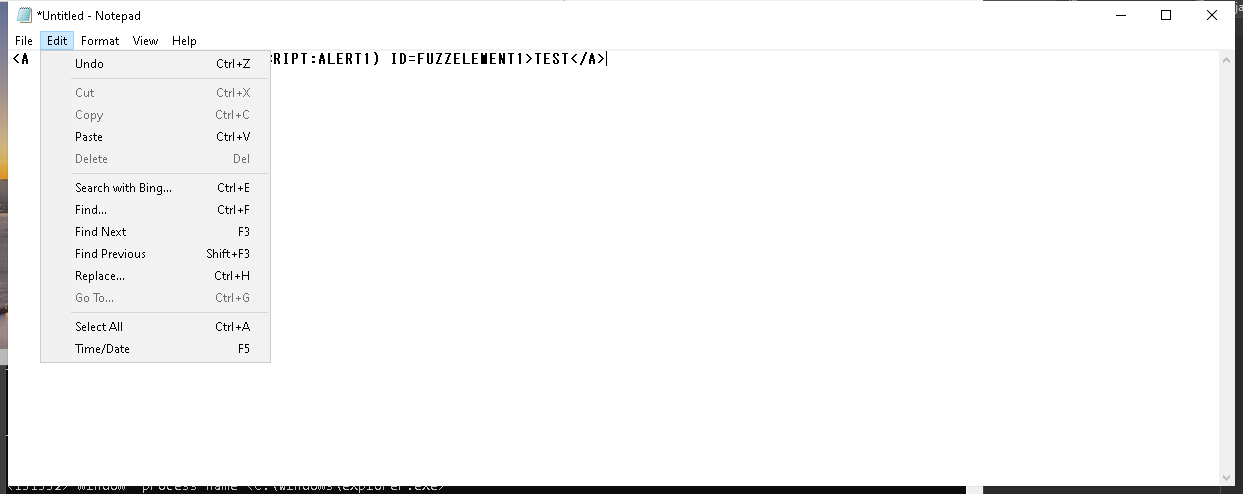 *Untitled - Notepad
File Edit Format View Help
<A RIPT:ALERT1) ID=FUZZELEMENT1>TEST</A>
Undo Ctrl+Z
Cut Ctrl+X
Copy Ctrl+C
Paste Ctrl+V
Delete Del
Search with Bing... Ctrl+E
Find... Ctrl+F
Find Next F3
Find Previous Shift+F3
Replace... Ctrl+H
Go To... Ctrl+G
Select All Ctrl+A
Time/Date F5
window process name <C:\Windows\explorer.exe>